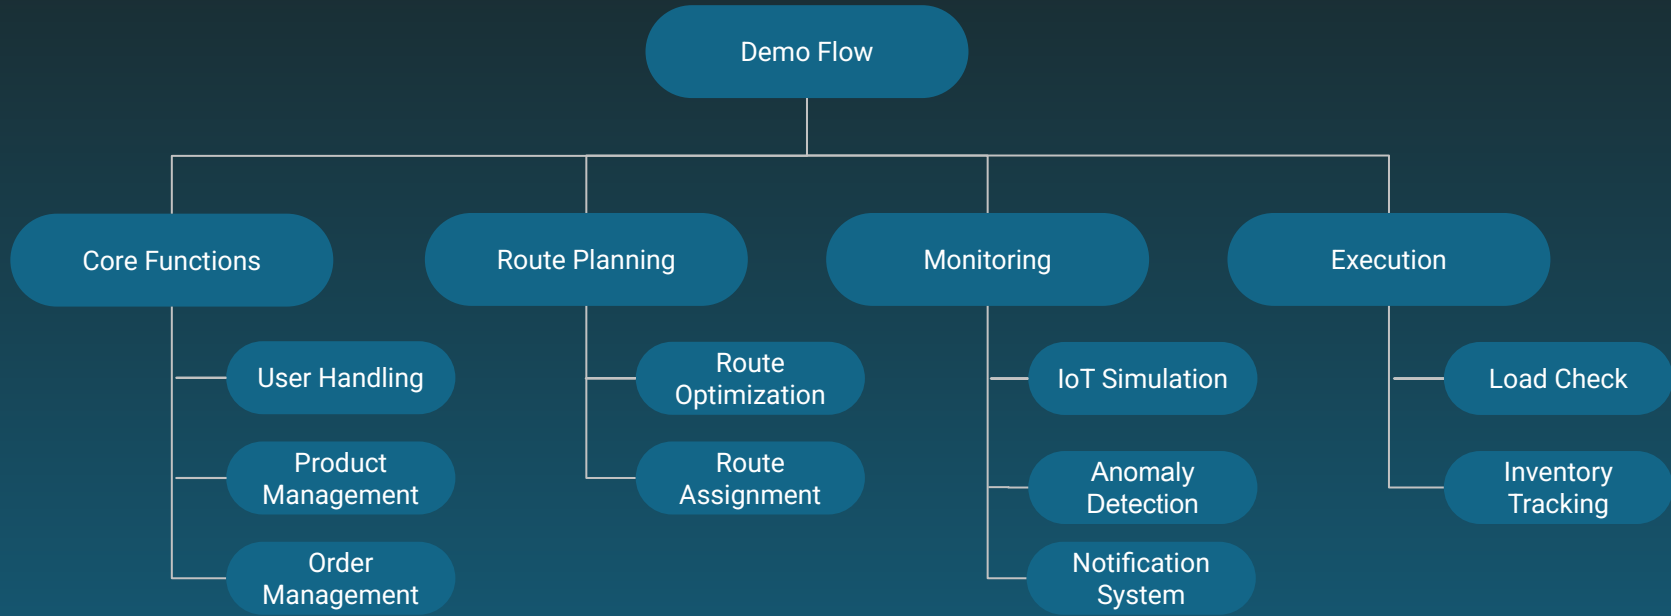 Demo Flow
Core Functions
Route Planning
Monitoring
Execution
User Handling
Product
Management
Order
Management
Route
Optimization
Route
Assignment
IoT Simulation
Anomaly
Detection
Notification
System
Load Check
Inventory
Tracking